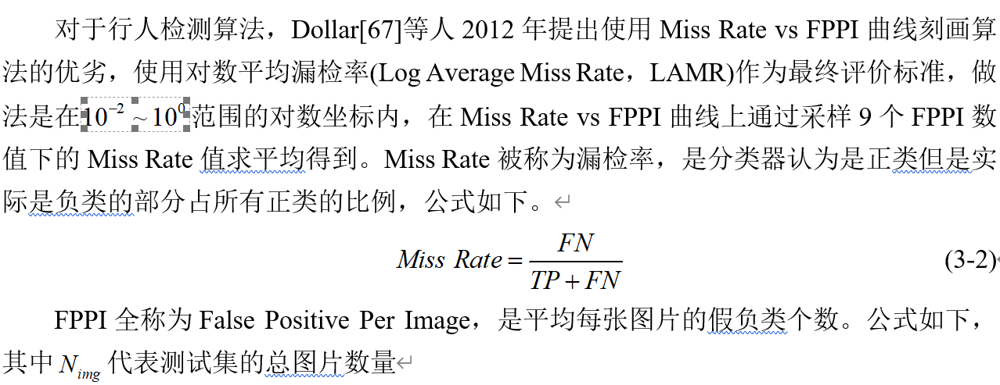 对于行人检测算法，Dollar[67]等人 2012 年提出使用 Miss Rate vs FPPI 曲线刻画算
法的优劣，使用对数平均漏检率(Log Average Miss Rate，LAMR)作为最终评价标准，做
法是在10⁻² ~ 10⁰范围的对数坐标内，在 Miss Rate vs FPPI 曲线上通过采样 9 个 FPPI 数
值下的 Miss Rate 值求平均得到。Miss Rate 被称为漏检率，是分类器认为是正类但是实
际是负类的部分占所有正类的比例，公式如下。↵
Miss Rate = FN / (TP + FN) (3-2)↵
FPPI 全称为 False Positive Per Image，是平均每张图片的假负类个数。公式如下，
其中 N_img 代表测试集的总图片数量↵